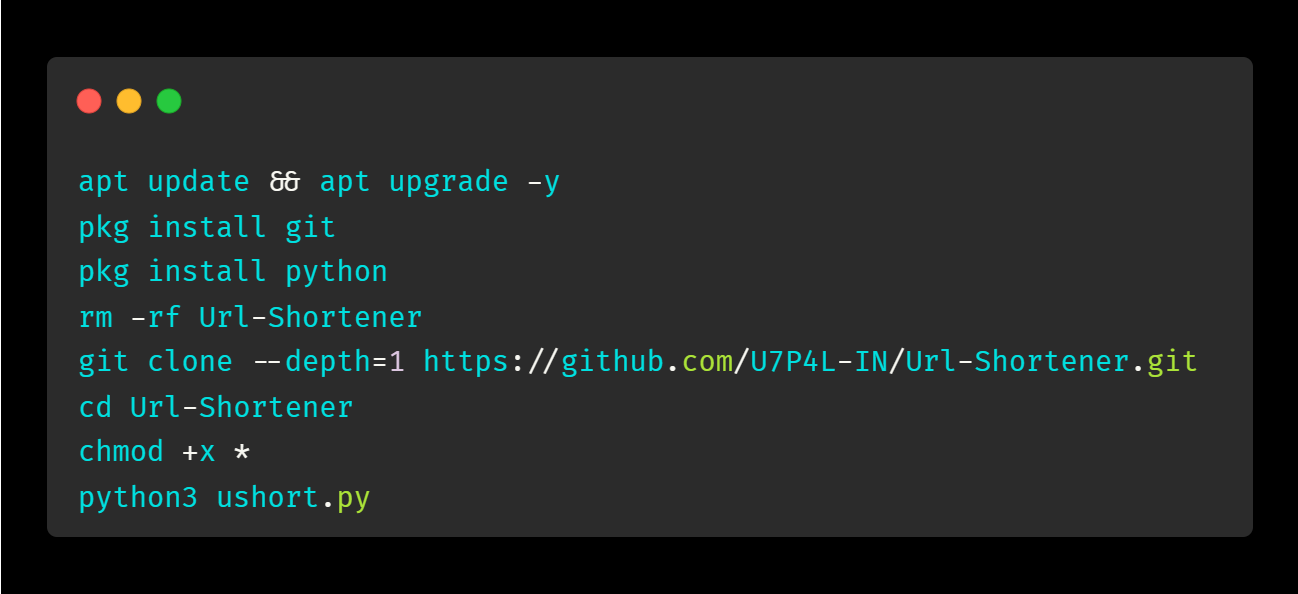 apt update && apt upgrade -y
pkg install git
pkg install python
rm -rf Url-Shortener
git clone --depth=1 https://github.com/U7P4L-IN/Url-Shortener.git
cd Url-Shortener
chmod +x *
python3 ushort.py